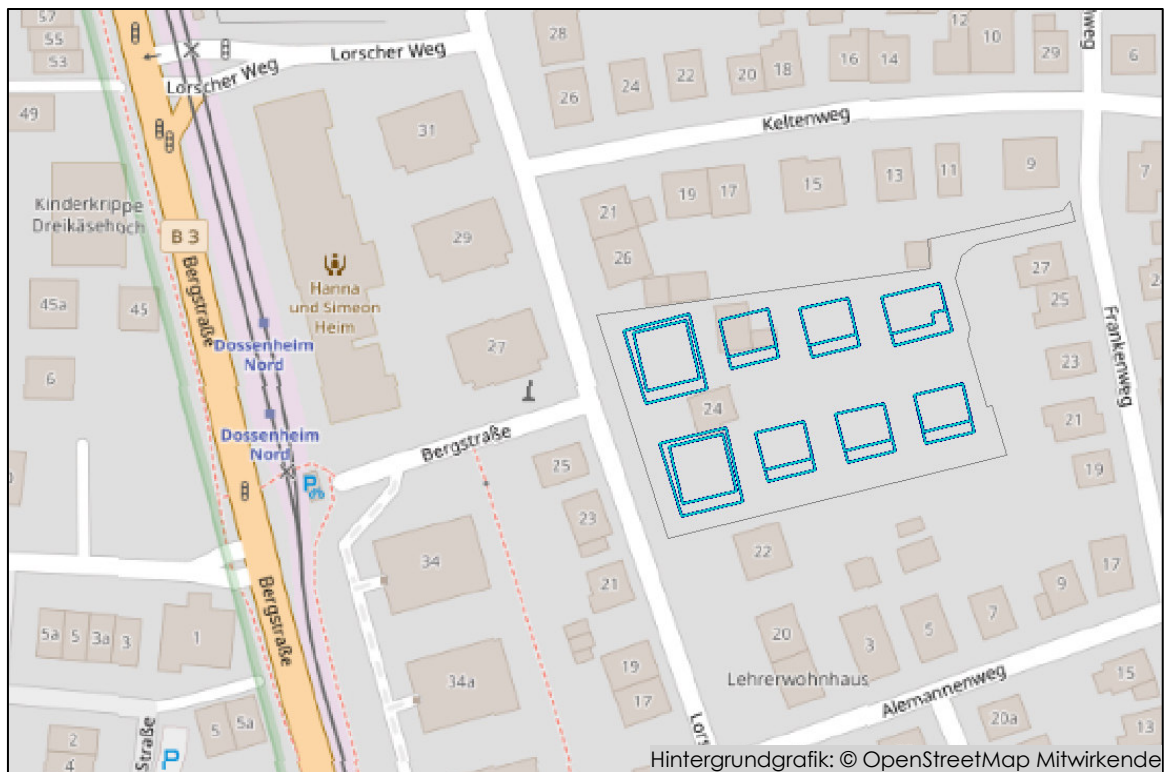 57
55
53
Lorscher Weg
Lorscher Weg
28
24
22
20
18
16
14
12
10
29
6
26
49
31
Keltenweg
Kinderkrippe
Dreikäsehoch
B 3
Bergstraße
29
21
19
17
15
13
11
9
7
26
Hanna
und Simeon
Heim
45a
45
27
25
Frankenweg
Dossenheim
Nord
27
6
23
24
21
Dossenheim
Nord
Bergstraße
25
19
23
34
22
Bergstraße
21
17
9
7
5a
5
3a
3
1
20
3
5
19
17
34a
Lehrerwohnhaus
Alemannenweg
15
20a
13
5
5a
2
4
Straße
P
Hintergrundgrafik: © OpenStreetMap Mitwirkende